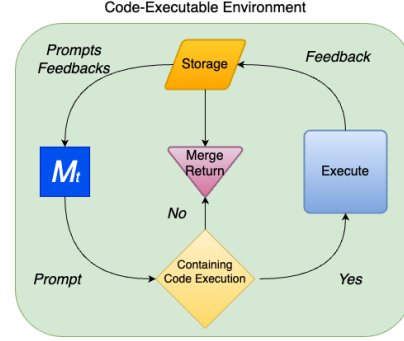 Code-Executable Environment
Prompts
Feedbacks
Storage
Feedback
Merge
Return
Mt
Execute
No
Containing
Code Execution
Prompt
Yes